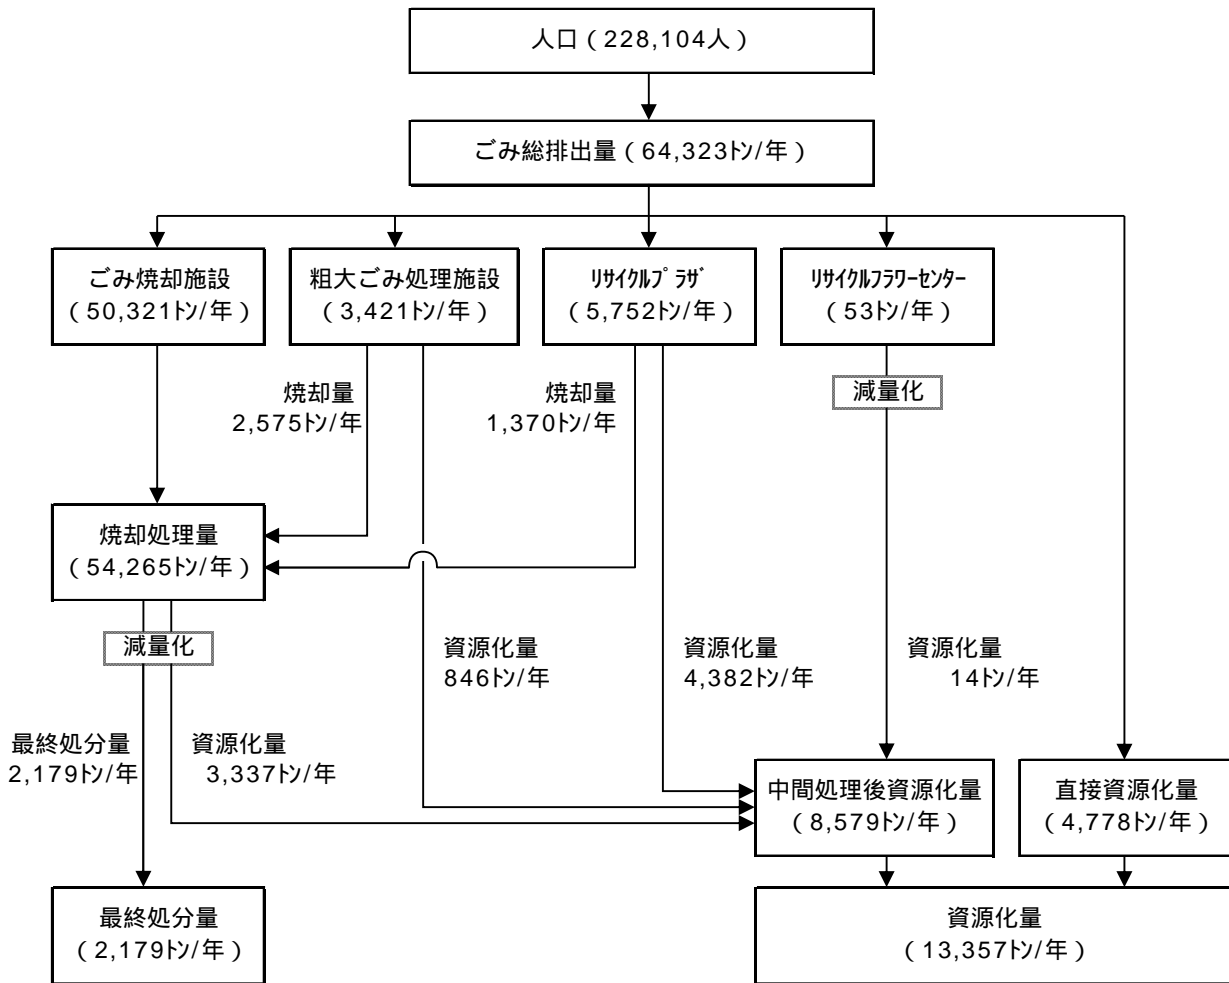 人口（228,104人）
ごみ総排出量（64,323ﾄﾝ/年）
ごみ焼却施設
（50,321ﾄﾝ/年）
粗大ごみ処理施設
（3,421ﾄﾝ/年）
ﾘｻｲｸﾙﾌﾟﾗｻﾞ
（5,752ﾄﾝ/年）
ﾘｻｲｸﾙﾌﾗﾜｰｾﾝﾀｰ
（53ﾄﾝ/年）
焼却量
2,575ﾄﾝ/年
焼却量
1,370ﾄﾝ/年
減量化
焼却処理量
（54,265ﾄﾝ/年）
減量化
資源化量
846ﾄﾝ/年
資源化量
4,382ﾄﾝ/年
資源化量
14ﾄﾝ/年
最終処分量
2,179ﾄﾝ/年
資源化量
3,337ﾄﾝ/年
中間処理後資源化量
（8,579ﾄﾝ/年）
直接資源化量
（4,778ﾄﾝ/年）
最終処分量
（2,179ﾄﾝ/年）
資源化量
（13,357ﾄﾝ/年）